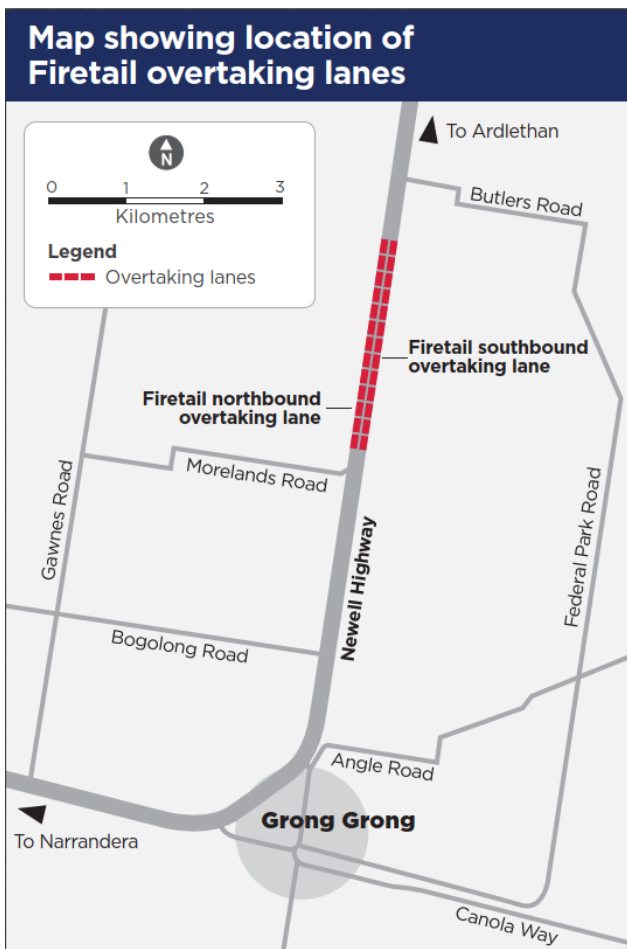 Map showing location of
Firetail overtaking lanes
N
0 1 2 3
Kilometres
Legend
Overtaking lanes
To Ardlethan
Butlers Road
Firetail southbound
overtaking lane
Firetail northbound
overtaking lane
Morelands Road
Gawnes Road
Newell Highway
Federal Park Road
Bogolong Road
Angle Road
Grong Grong
To Narrandera
Canola Way